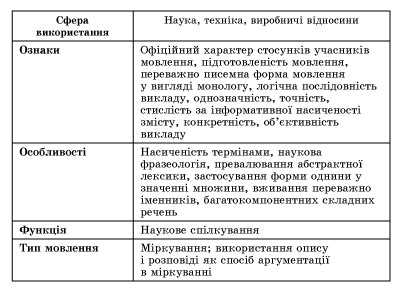 Сфера використання
Наука, техніка, виробничі відносини
Ознаки
Офіційний характер стосунків учасників
мовлення, підготовленість мовлення,
переважно писемна форма мовлення
у вигляді монологу, логічна послідовність
викладу, однозначність, точність,
стислість за інформативної насиченості
змісту, конкретність, об’єктивність
викладу
Особливості
Насиченість термінами, наукова
фразеологія, превалювання абстрактної
лексики, застосування форми однини у
значенні множини, вживання переважно
іменників, багатокомпонентних складних
речень
Функція
Наукове спілкування
Тип мовлення
Міркування; використання опису
і розповіді як спосіб аргументації
в міркуванні